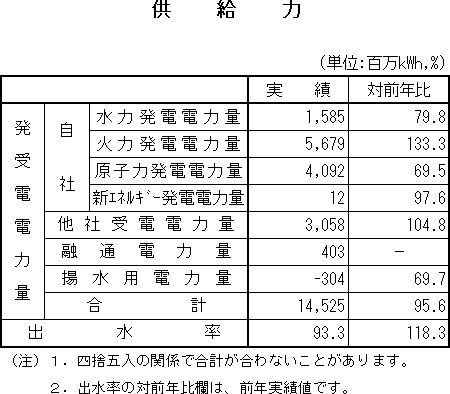 供給力
(単位:百万kWh,%)
実績 対前年比
発受電電力量 自社 水力発電電力量 1,585 79.8
火力発電電力量 5,679 133.3
原子力発電電力量 4,092 69.5
新ｴﾈﾙｷﾞｰ発電電力量 12 97.6
他社受電電力量 3,058 104.8
融通電力量 403 －
揚水用電力量 -304 69.7
合計 14,525 95.6
出水率 93.3 118.3
(注) １．四捨五入の関係で合計が合わないことがあります。
２．出水率の対前年比欄は、前年実績値です。